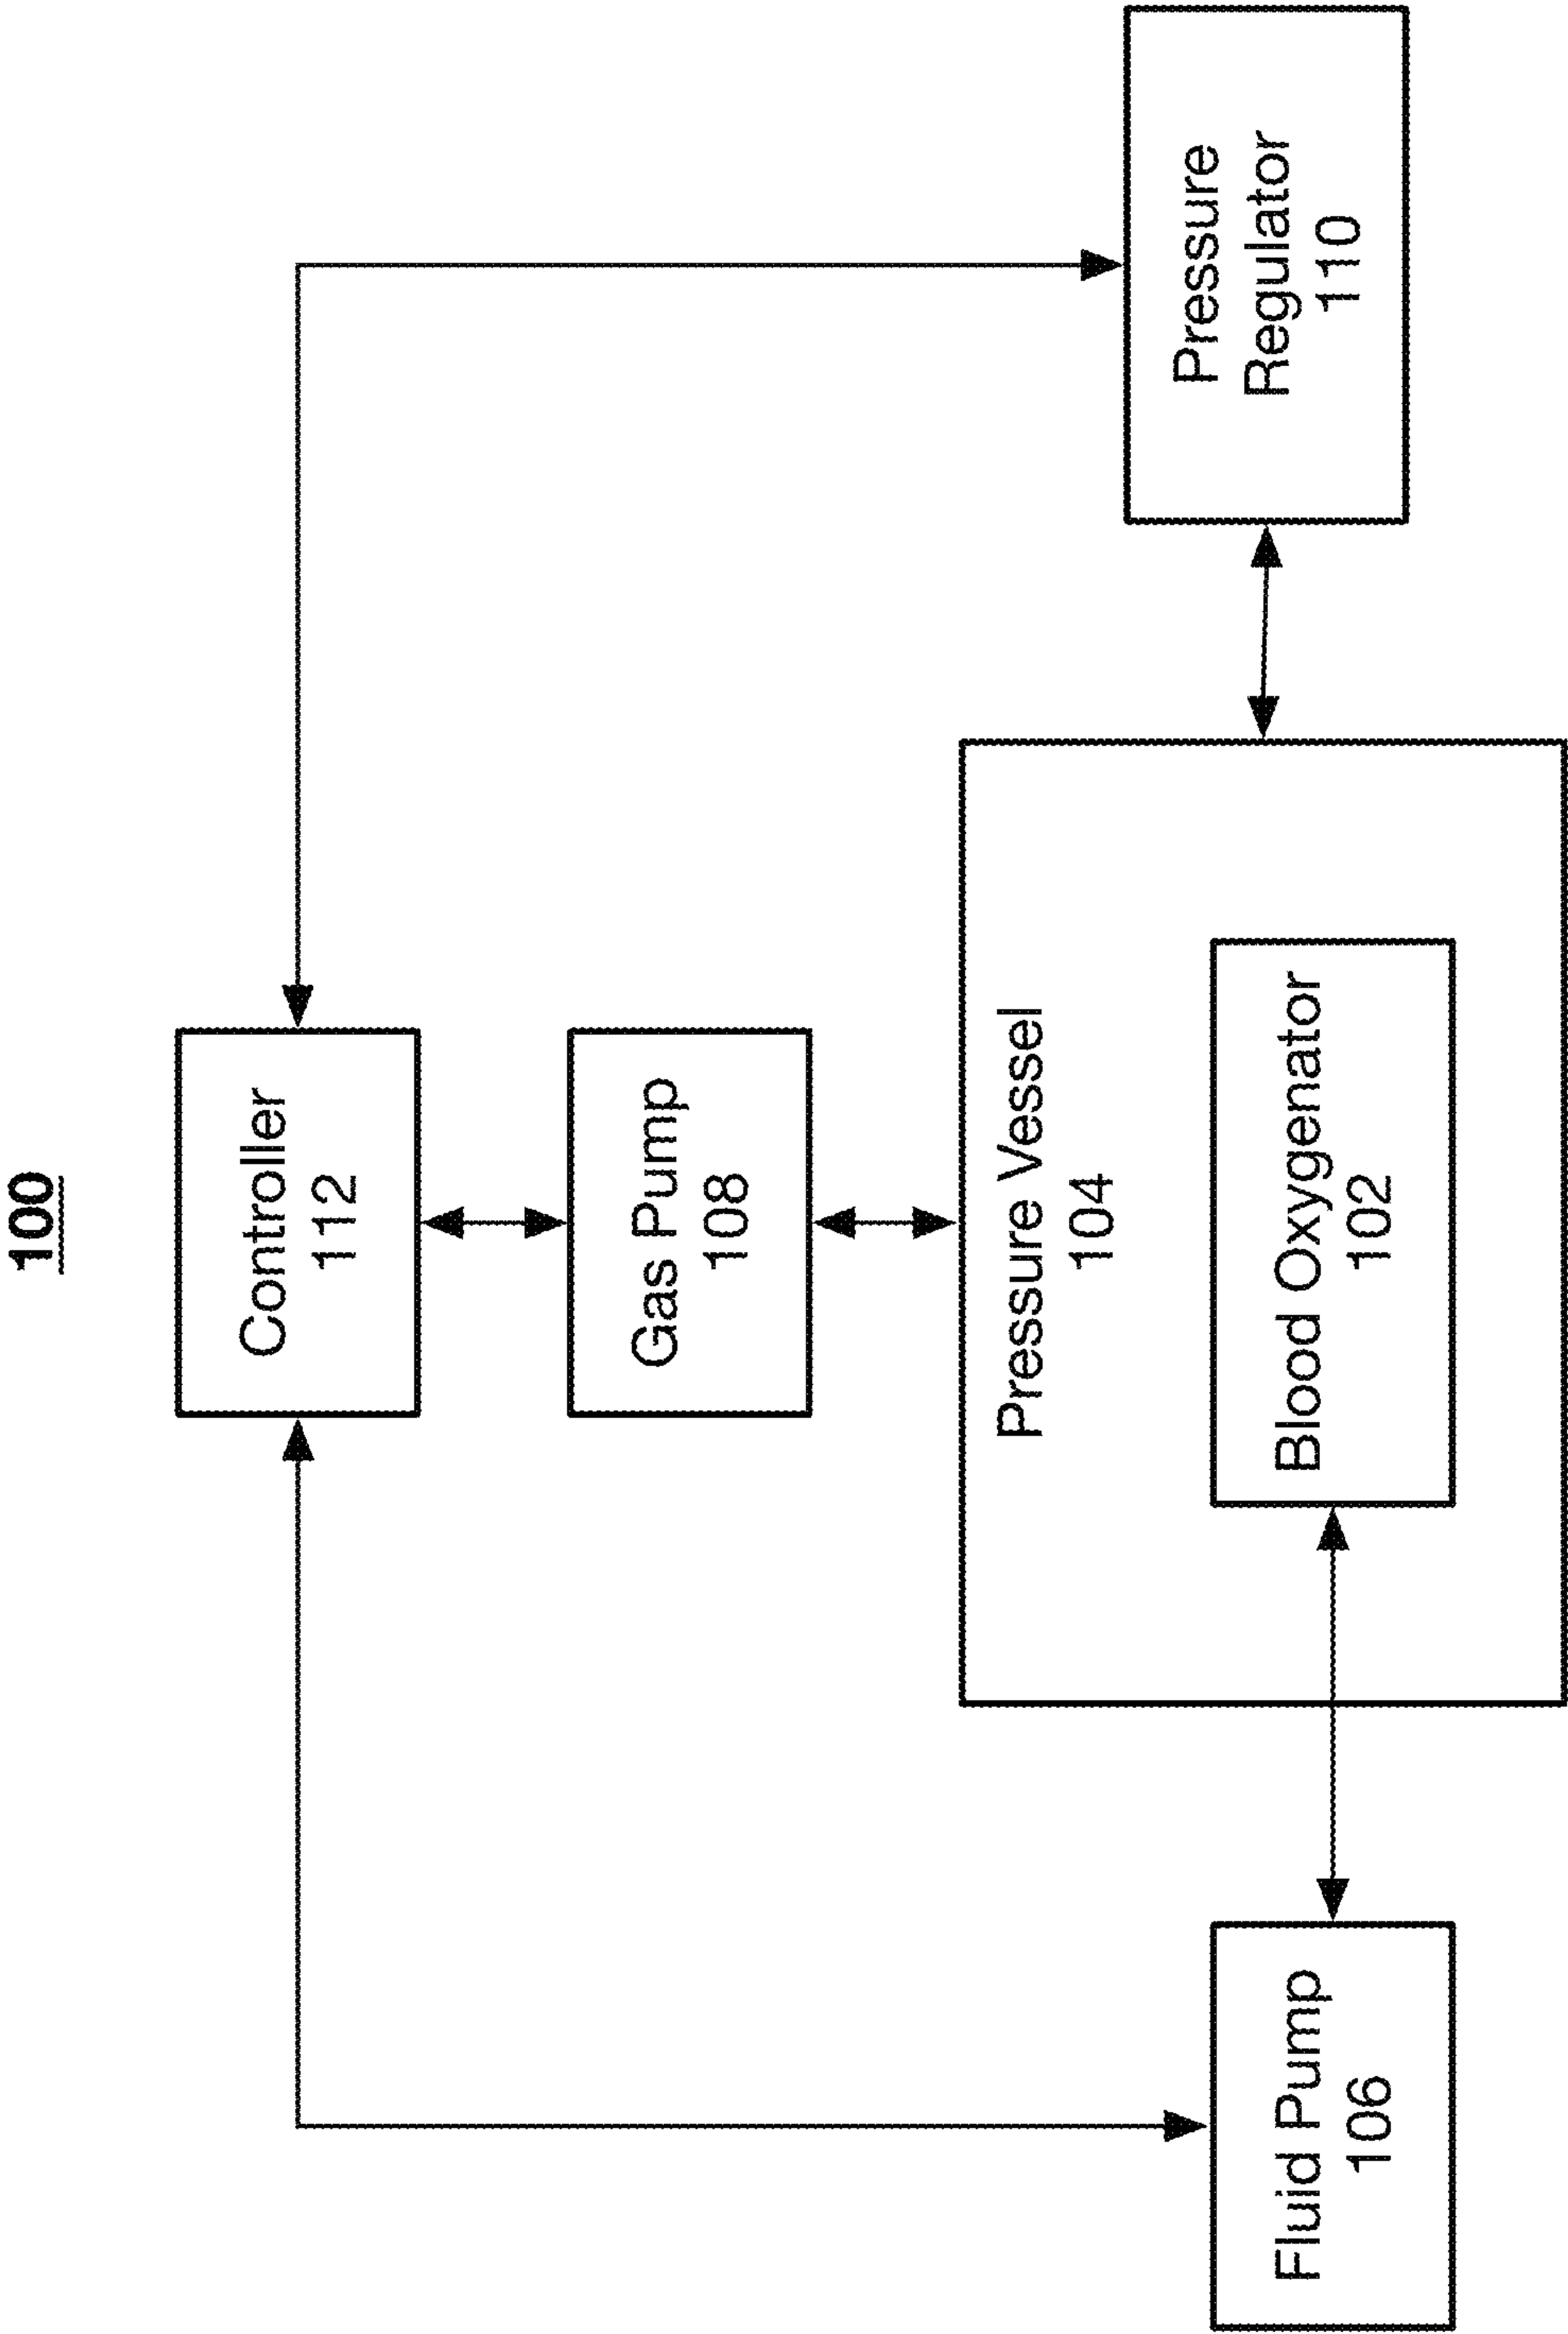 100
Controller
112
Gas Pump
108
Pressure Vessel
104
Blood Oxygenator
102
Fluid Pump
106
Pressure
Regulator
110